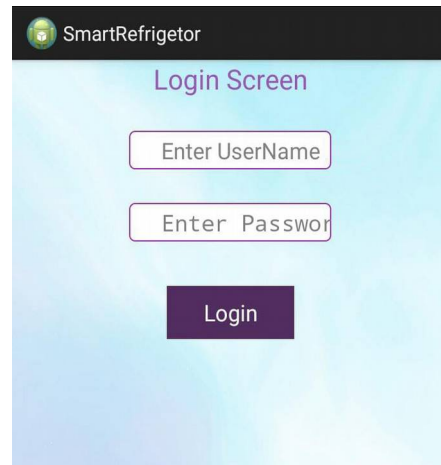 SmartRefrigetor
Login Screen
Enter UserName
Enter Passwor
Login